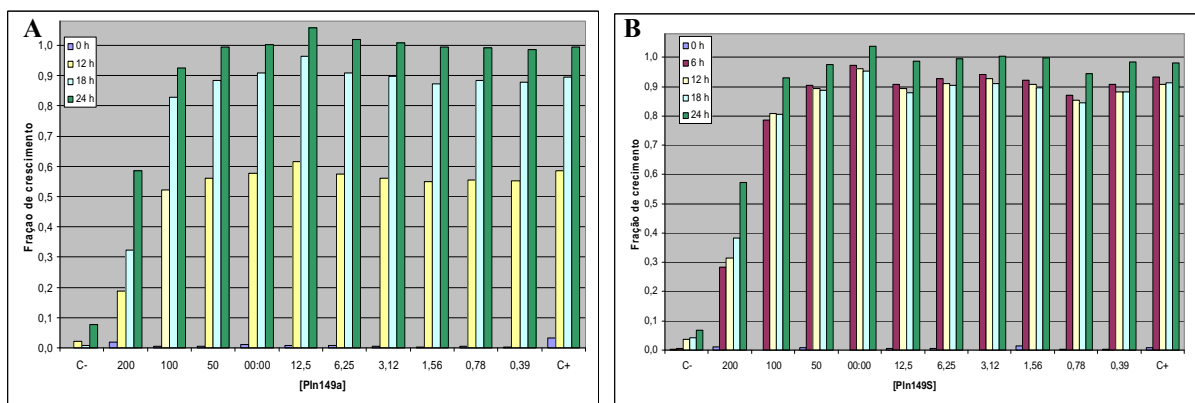 A
0 h
12 h
18 h
24 h
1,0
0,9
0,8
0,7
0,6
0,5
0,4
0,3
0,2
0,1
0,0
Fraçao de crescimento
C- 200 100 50 00:00 12,5 6,25 3,12 1,56 0,78 0,39 C+
[Pln149a]
B
0 h
6 h
12 h
18 h
24 h
1,0
0,9
0,8
0,7
0,6
0,5
0,4
0,3
0,2
0,1
0,0
Fração de crecimento
C- 200 100 50 00:00 12,5 6,25 3,12 1,56 0,78 0,39 C+
[Pln149S]